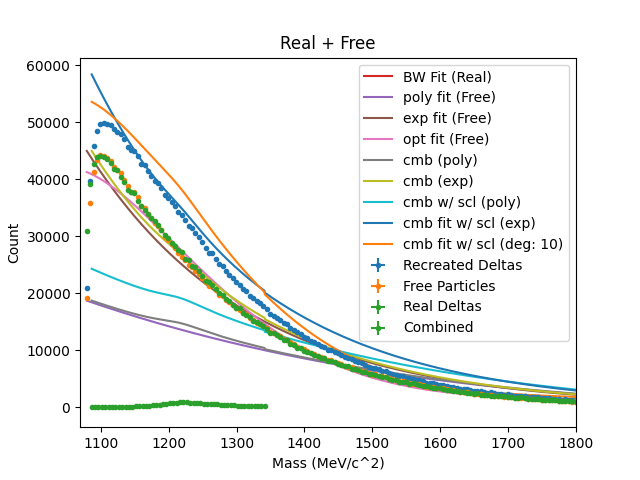 Real + Free
60000
50000
40000
30000
20000
10000
0
Count
BW Fit (Real)
poly fit (Free)
exp fit (Free)
opt fit (Free)
cmb (poly)
cmb (exp)
cmb w/ scl (poly)
cmb fit w/ scl (exp)
cmb fit w/ scl (deg: 10)
Recreated Deltas
Free Particles
Real Deltas
Combined
1100 1200 1300 1400 1500 1600 1700 1800
Mass (MeV/c^2)